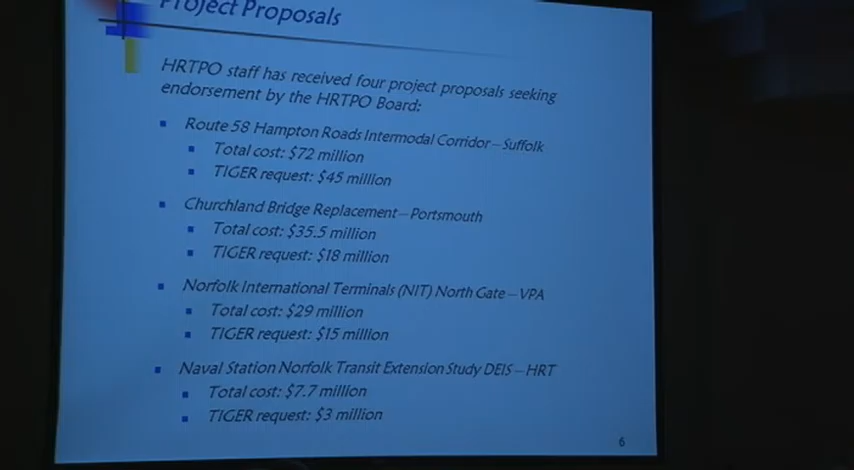 Project Proposals
HRTPO staff has received four project proposals seeking
endorsement by the HRTPO Board:
Route 58 Hampton Roads Intermodal Corridor – Suffolk
Total cost: $72 million
TIGER request: $45 million
Churchland Bridge Replacement – Portsmouth
Total cost: $35.5 million
TIGER request: $18 million
Norfolk International Terminals (NIT) North Gate – VPA
Total cost: $29 million
TIGER request: $15 million
Naval Station Norfolk Transit Extension Study DEIS – HRT
Total cost: $7.7 million
TIGER request: $3 million
6